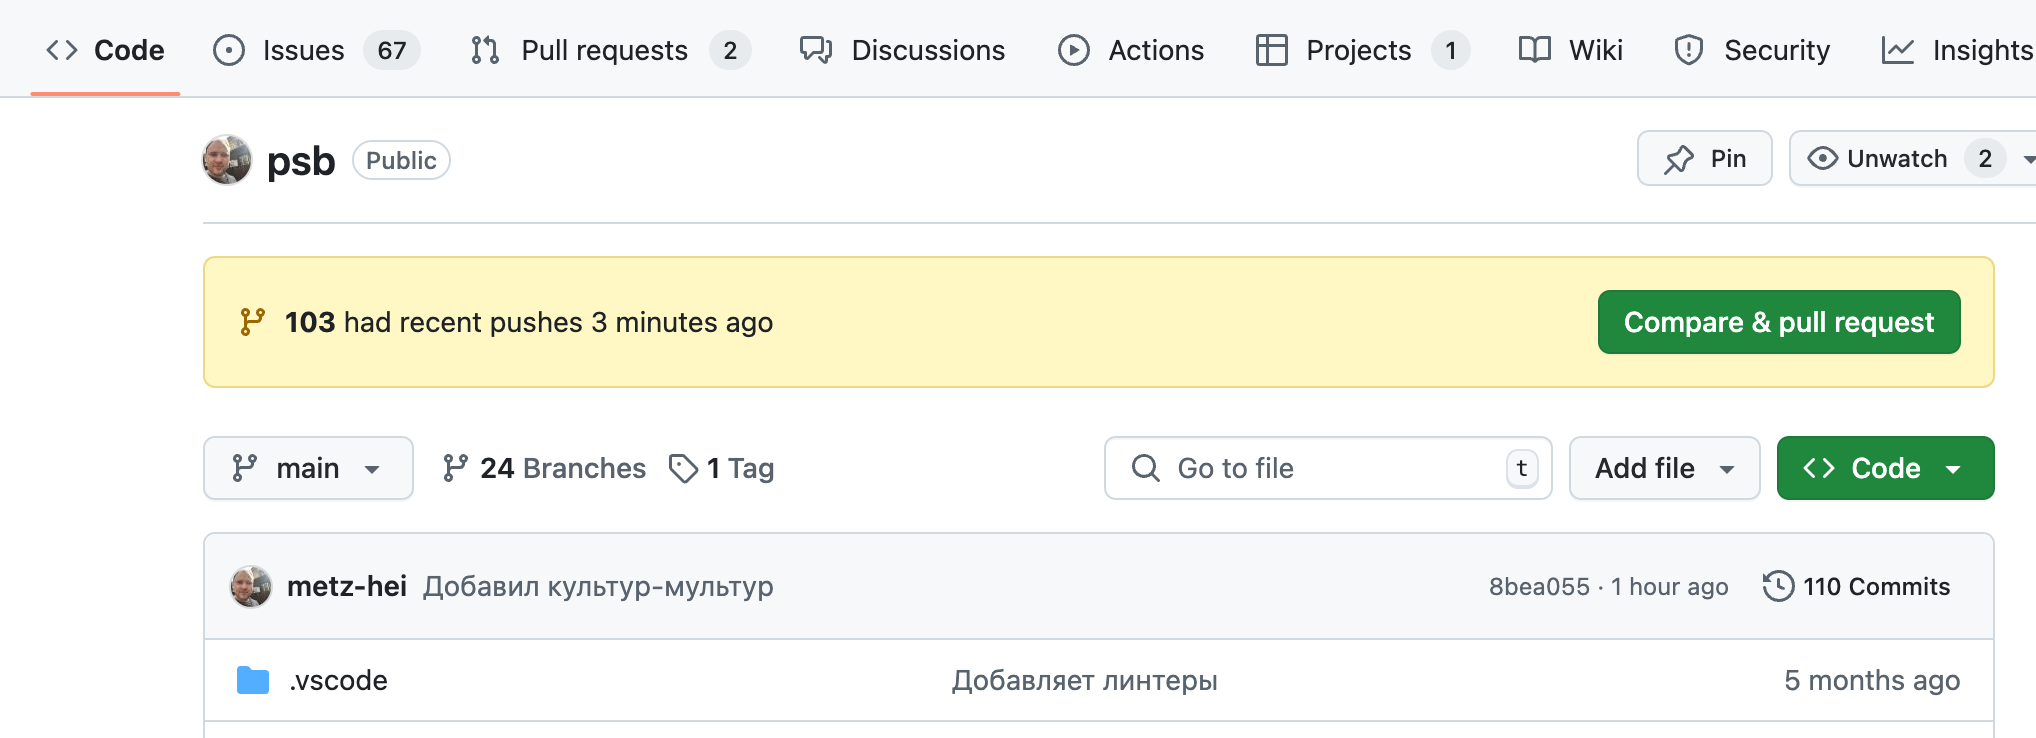 Code Issues 67 Pull requests 2 Discussions Actions Projects 1 Wiki Security Insights
psb Public Pin Unwatch 2
103 had recent pushes 3 minutes ago Compare & pull request
main 24 Branches 1 Tag Go to file t Add file Code
metz-hei Добавил культур-мультур 8bea055 · 1 hour ago 110 Commits
.vscode Добавляет линтеры 5 months ago